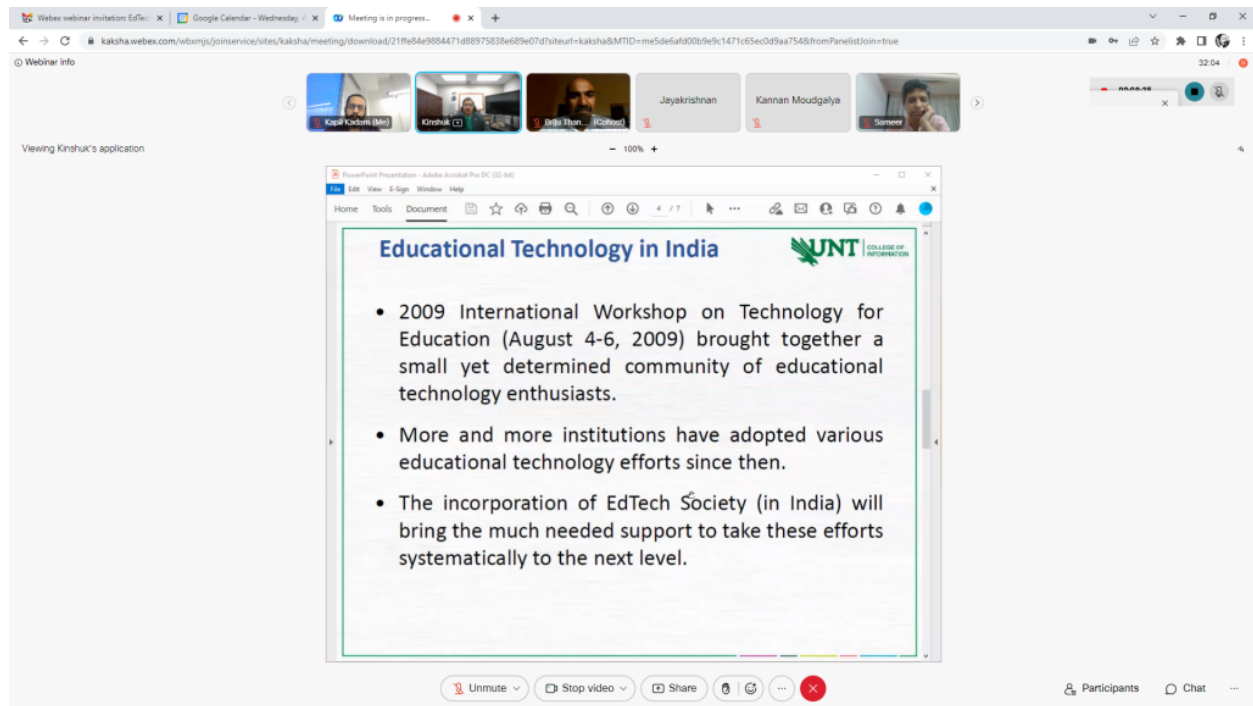 Webex webinar invitation: EdTec
Google Calendar - Wednesday, A
Meeting is in progress...
kaksha.webex.com/wbxmjs/joinservice/sites/kaksha/meeting/download/21ffe84e9884471d88975838e689e07d?siteurl=kaksha&MTID=me5de6afd00b9e9c1471c65ec0d9aa754&fromPanelistJoin=true
Webinar info
32:04
Kapil Kadam (Me)
Kinshuk
Briju Than... (Cohost)
Jayakrishnan
Kannan Moudgalya
Sameer
Viewing Kinshuk's application
− 100% +
PowerPoint Presentation - Adobe Acrobat Pro DC (32-bit)
File Edit View E-Sign Window Help
Home Tools Document 4 / 7
Educational Technology in India
UNT COLLEGE OF
INFORMATION
• 2009 International Workshop on Technology for
Education (August 4-6, 2009) brought together a
small yet determined community of educational
technology enthusiasts.
• More and more institutions have adopted various
educational technology efforts since then.
• The incorporation of EdTech Society (in India) will
bring the much needed support to take these efforts
systematically to the next level.
Unmute
Stop video
Share
Participants
Chat